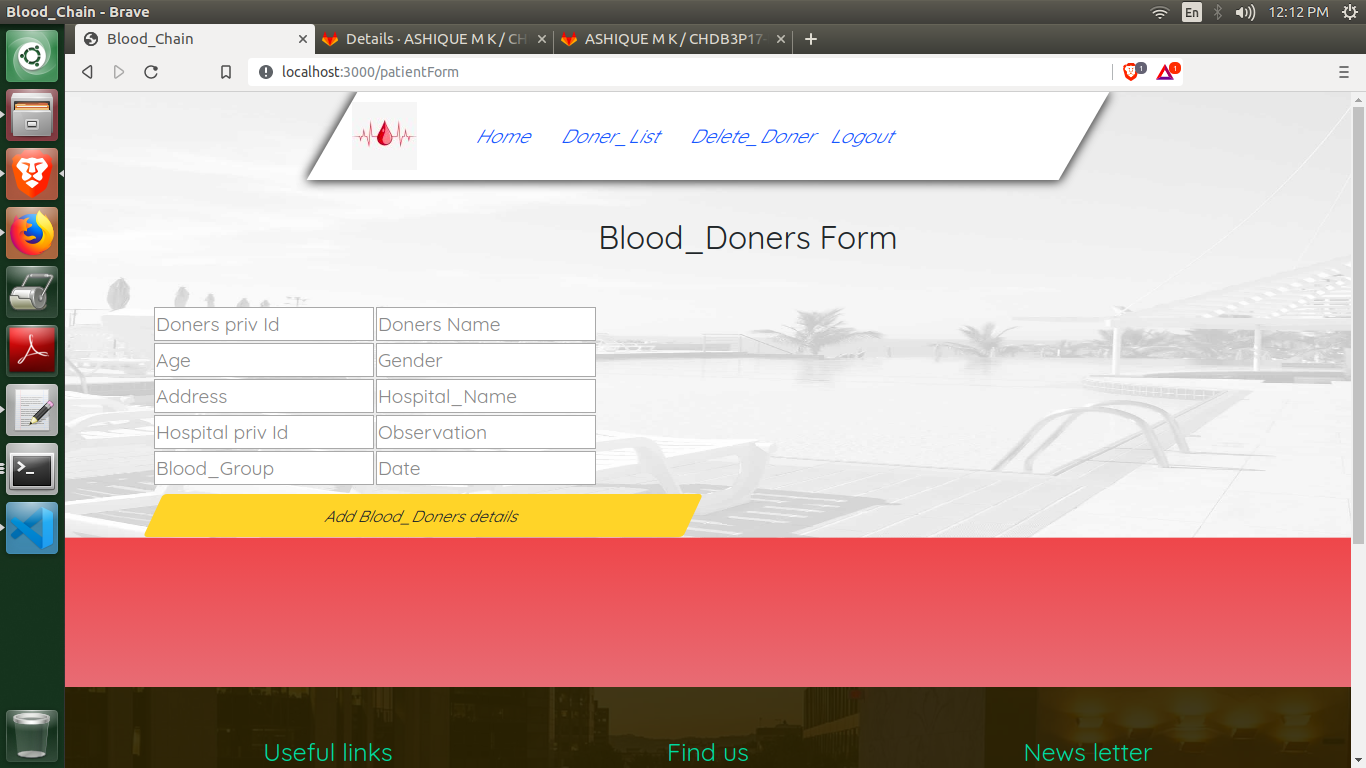 Blood_Chain - Brave
En
12:12 PM
Blood_Chain
Details · ASHIQUE M K / CH
ASHIQUE M K / CHDB3P17-
localhost:3000/patientForm
1
1
Home Doner_List Delete_Doner Logout
Blood_Doners Form
Doners priv Id Doners Name
Age Gender
Address Hospital_Name
Hospital priv Id Observation
Blood_Group Date
Add Blood_Doners details
Useful links Find us News letter